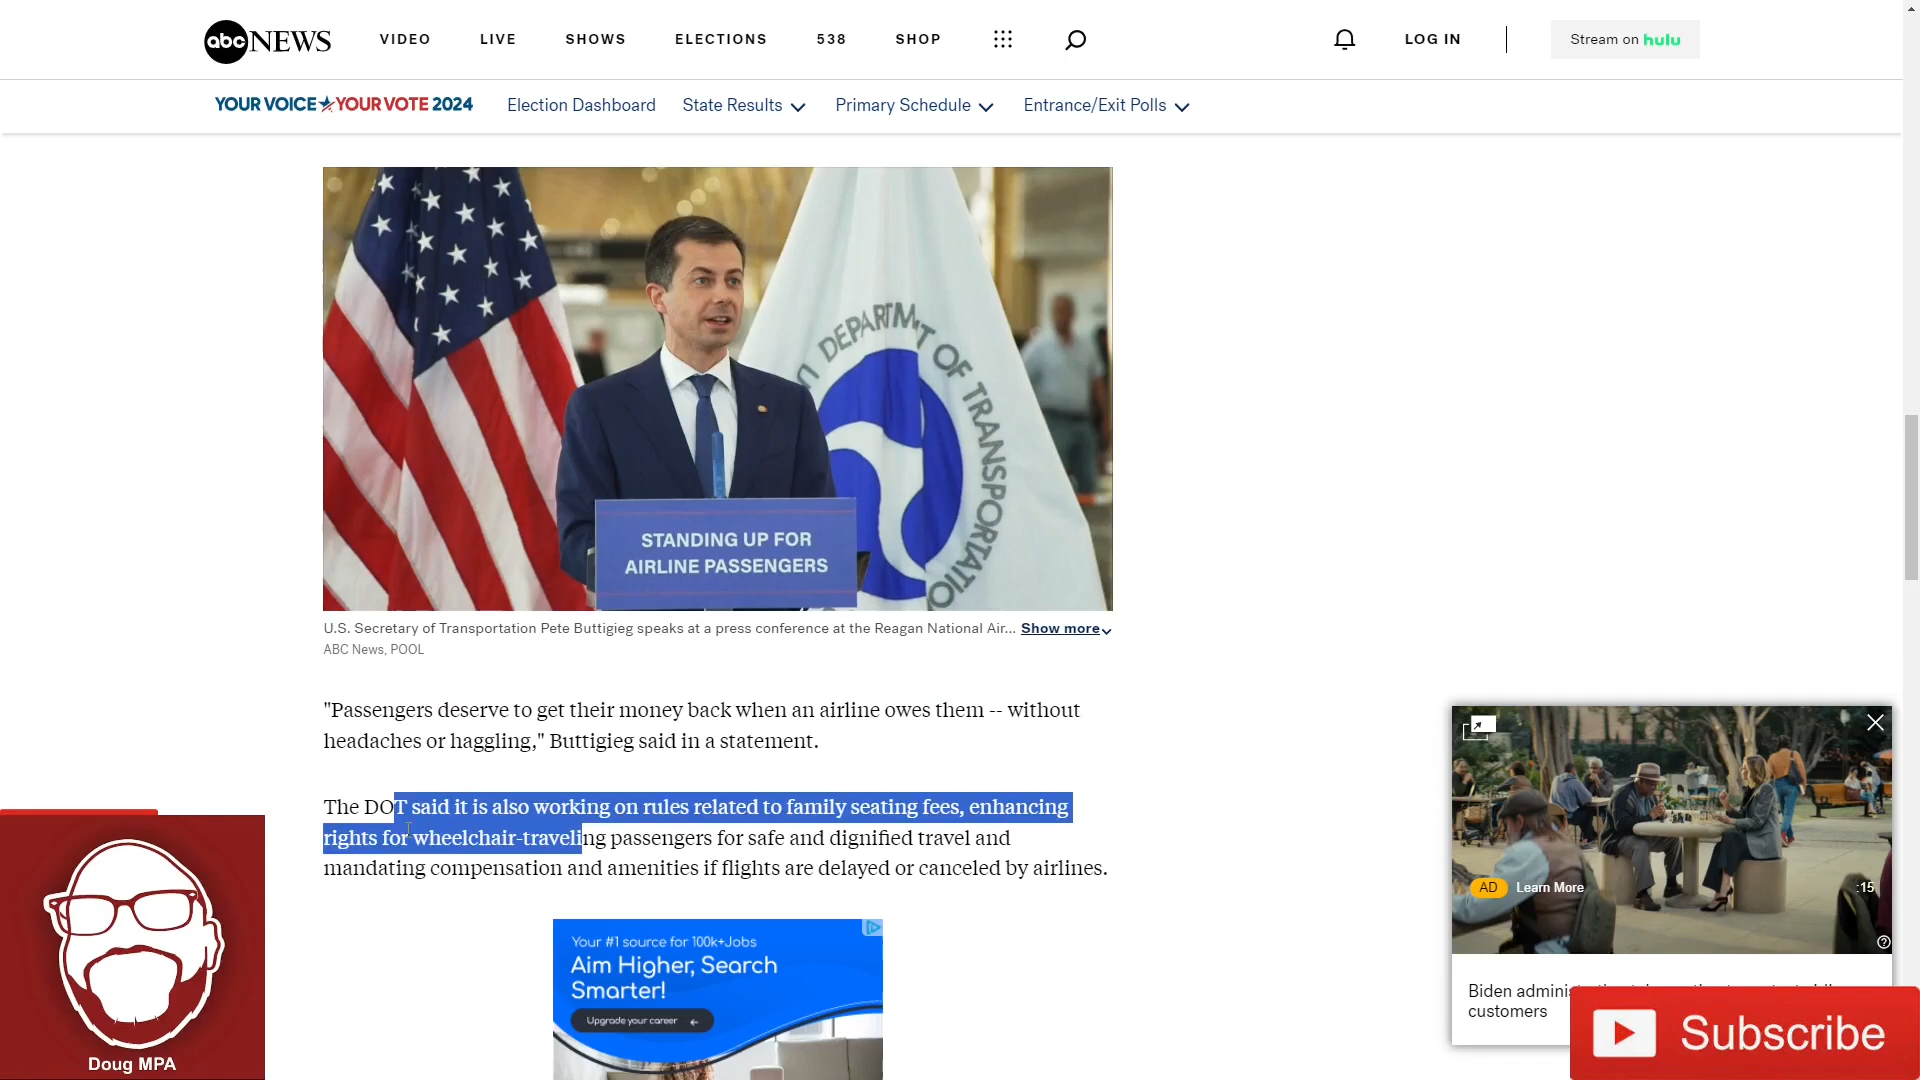 abc NEWS
VIDEO
LIVE
SHOWS
ELECTIONS
538
SHOP
LOG IN
Stream on hulu
YOUR VOICE YOUR VOTE 2024
Election Dashboard
State Results
Primary Schedule
Entrance/Exit Polls
DEPARTM OF TRANSPORTATIO
STANDING UP FOR
AIRLINE PASSENGERS
U.S. Secretary of Transportation Pete Buttigieg speaks at a press conference at the Reagan National Air... Show more
ABC News, POOL
"Passengers deserve to get their money back when an airline owes them -- without
headaches or haggling," Buttigieg said in a statement.
The DOT said it is also working on rules related to family seating fees, enhancing
rights for wheelchair-traveling passengers for safe and dignified travel and
mandating compensation and amenities if flights are delayed or canceled by airlines.
Your #1 source for 100k+Jobs
Aim Higher, Search
Smarter!
Upgrade your career
AD Learn More
:15
Biden
customers
Subscribe
Doug MPA